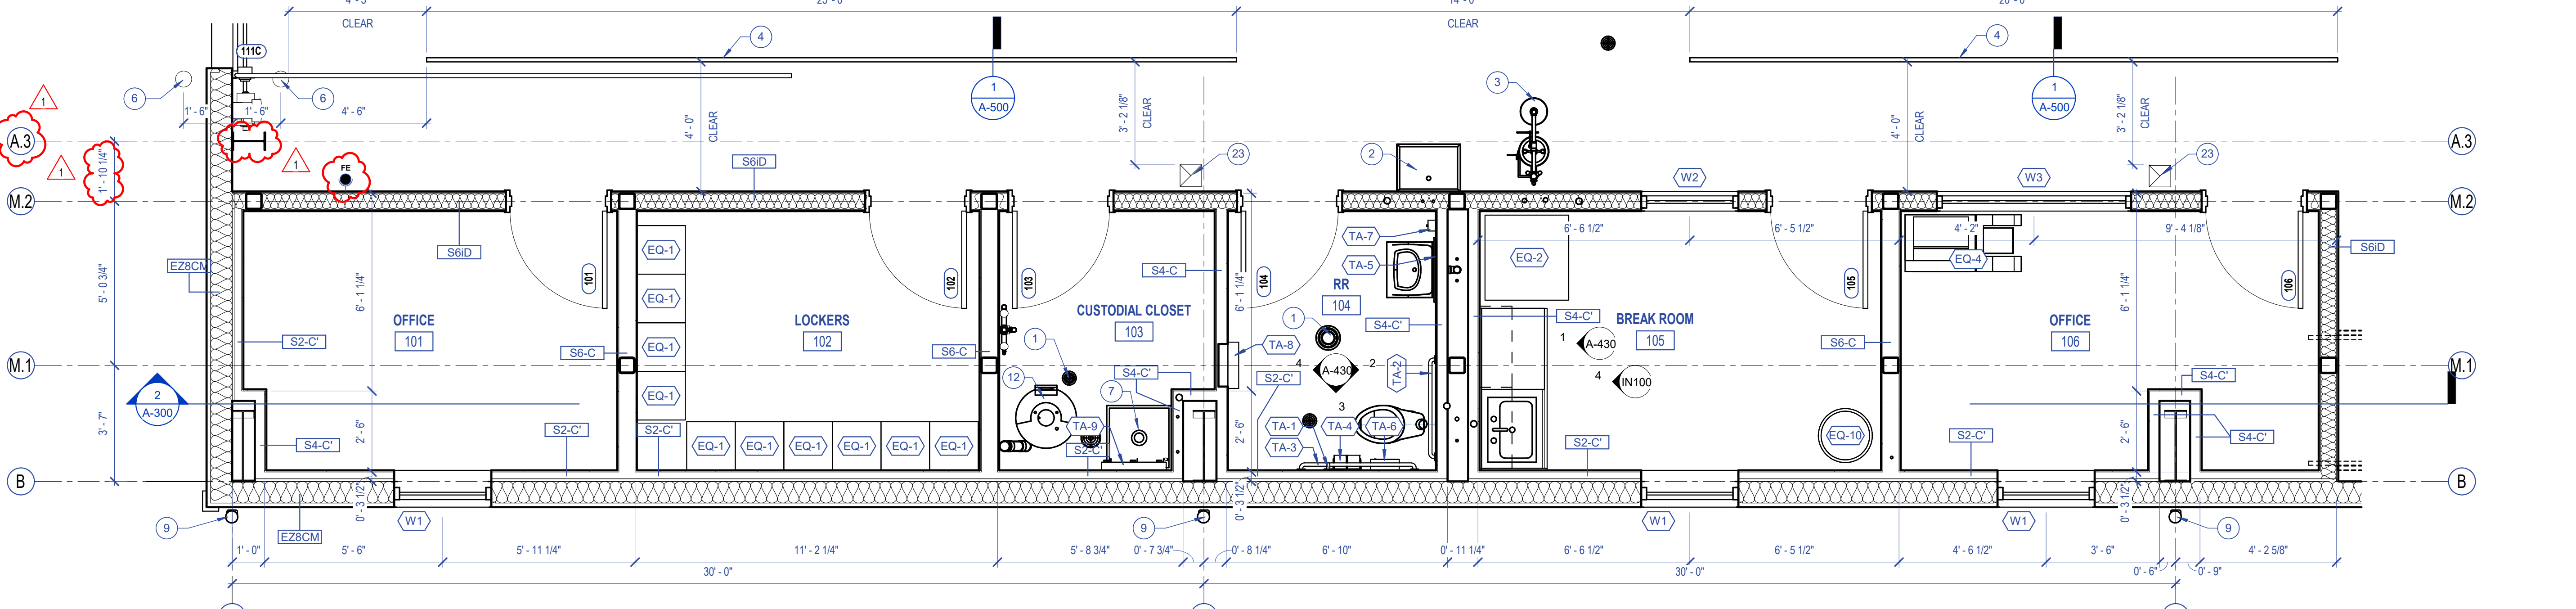 CLEAR
CLEAR
111C
4
4
1
A-500
1
A-500
6
6
3
1' - 6"
1' - 6"
4' - 6"
4' - 0"
CLEAR
3' - 2 1/8"
CLEAR
4' - 0"
CLEAR
3' - 2 1/8"
CLEAR
1
A.3
A.3
1
1
1' - 10 1/4"
FE
S6iD
23
2
23
W2
W3
M.2
M.2
S6iD
EQ-1
TA-7
6' - 6 1/2"
6' - 5 1/2"
4' - 2"
9' - 4 1/8"
S6iD
EZ8CM
TA-5
EQ-2
EQ-4
S4-C
5' - 0 3/4"
6' - 1 1/4"
101
102
103
6' - 1 1/4"
104
105
6' - 1 1/4"
106
EQ-1
RR
104
OFFICE
101
LOCKERS
102
CUSTODIAL CLOSET
103
1
S4-C'
S4-C'
BREAK ROOM
105
OFFICE
106
S2-C'
EQ-1
S6-C
S6-C
1
TA-8
1
A-430
S6-C
M.1
M.1
4
A-430
2
TA-2
4
IN100
S4-C'
S2-C'
S4-C'
2
A-300
EQ-1
12
7
3
3' - 7"
2' - 6"
S4-C'
S2-C'
S2-C'
EQ-1
EQ-1
EQ-1
EQ-1
EQ-1
EQ-1
TA-9
S2-C'
2' - 6"
TA-1
TA-4
TA-6
TA-3
S2-C'
EQ-10
S2-C'
2' - 6"
S4-C'
B
B
0' - 3 1/2"
0' - 3 1/2"
0' - 3 1/2"
9
W1
EZ8CM
9
W1
W1
9
1' - 0"
5' - 6"
5' - 11 1/4"
11' - 2 1/4"
5' - 8 3/4"
0' - 7 3/4"
0' - 8 1/4"
6' - 10"
0' - 11 1/4"
6' - 6 1/2"
6' - 5 1/2"
4' - 6 1/2"
3' - 6"
4' - 2 5/8"
30' - 0"
30' - 0"
0' - 6"
0' - 9"